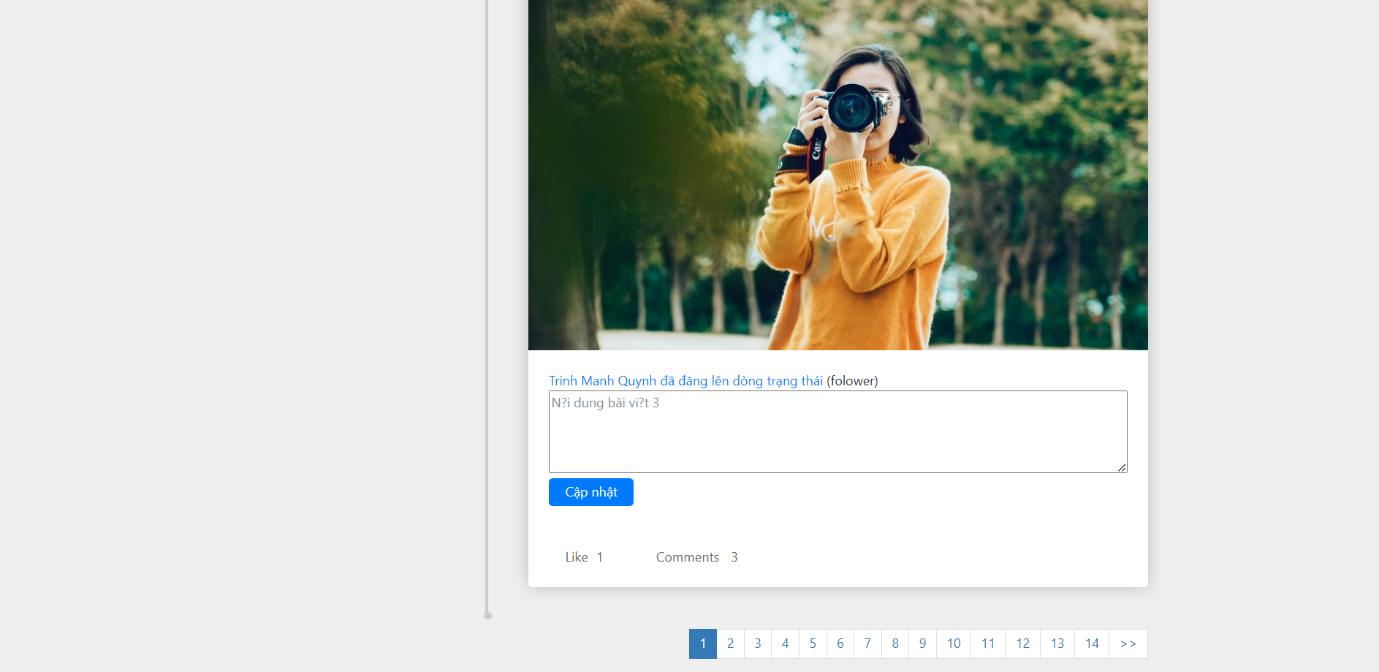 Canon
Trinh Manh Quynh đã đăng lên dòng trạng thái (folower)
N?i dung bài vi?t 3
Cập nhật
Like 1 Comments 3
1 2 3 4 5 6 7 8 9 10 11 12 13 14 >>